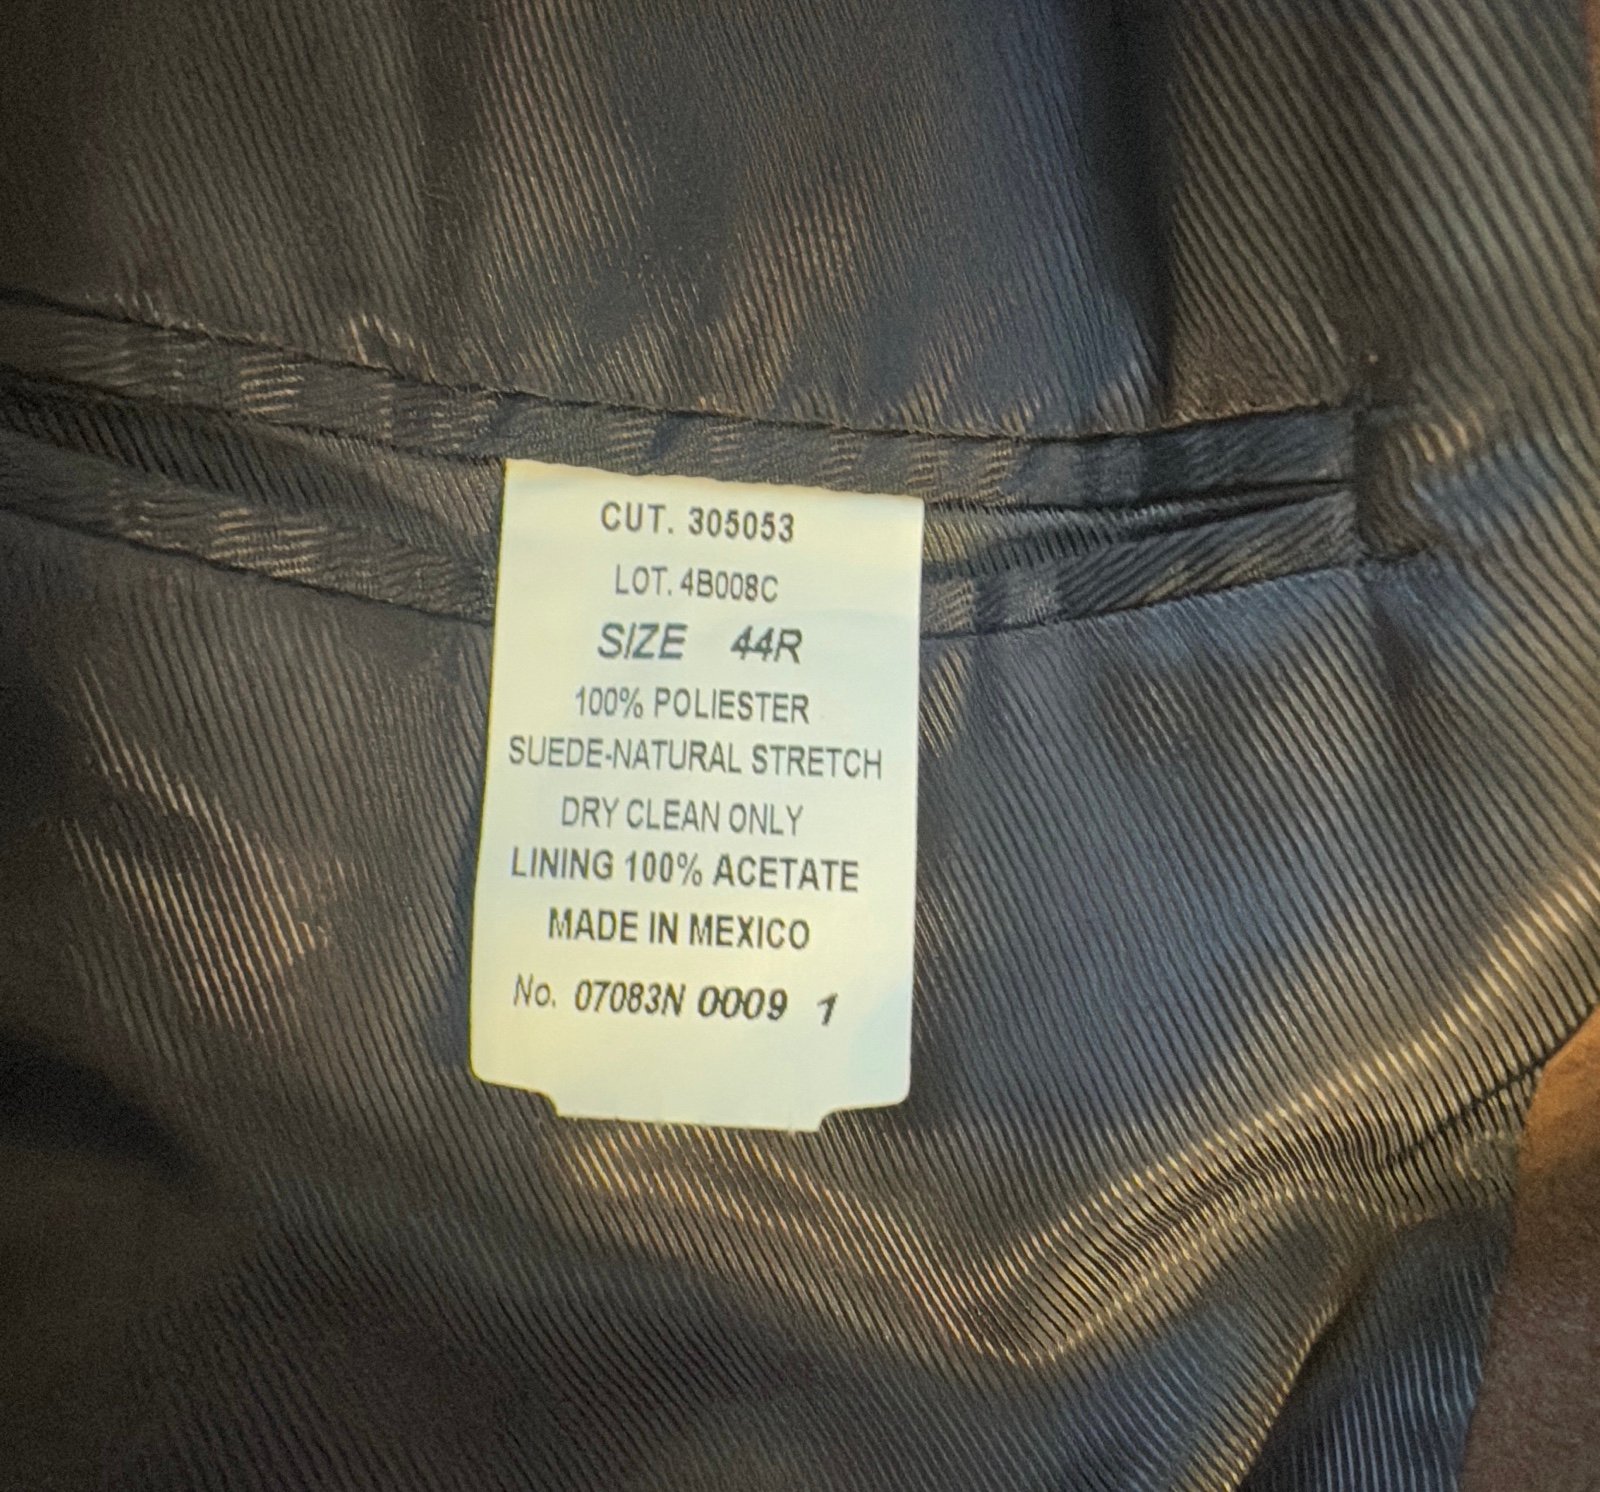 CUT. 305053
LOT. 4B008C
SIZE 44R
100% POLIESTER
SUEDE-NATURAL STRETCH
DRY CLEAN ONLY
LINING 100% ACETATE
MADE IN MEXICO
No. 07083N 0009 1